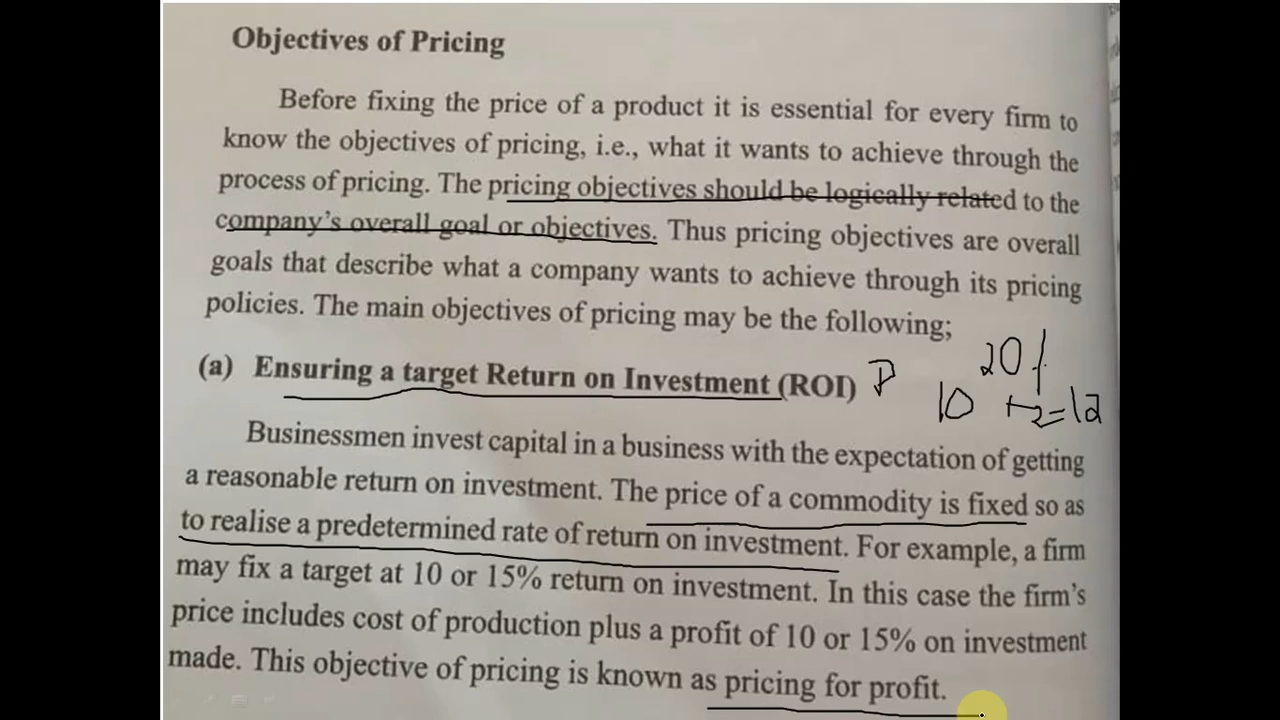 Objectives of Pricing
Before fixing the price of a product it is essential for every firm to
know the objectives of pricing, i.e., what it wants to achieve through the
process of pricing. The pricing objectives should be logically related to the
company's overall goal or objectives. Thus pricing objectives are overall
goals that describe what a company wants to achieve through its pricing
policies. The main objectives of pricing may be the following;
20%
(a) Ensuring a target Return on Investment (ROI) P
10 +2=12
Businessmen invest capital in a business with the expectation of getting
a reasonable return on investment. The price of a commodity is fixed so as
to realise a predetermined rate of return on investment. For example, a firm
may fix a target at 10 or 15% return on investment. In this case the firm's
price includes cost of production plus a profit of 10 or 15% on investment
made. This objective of pricing is known as pricing for profit.